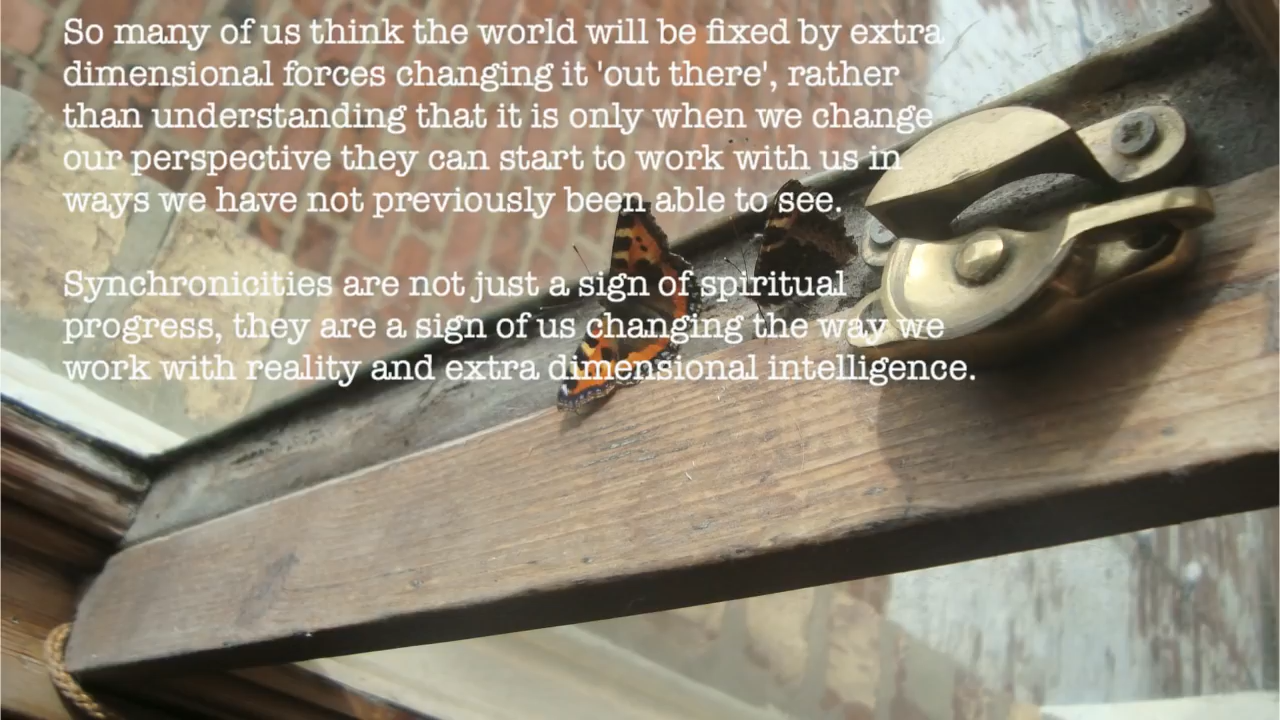 So many of us think the world will be fixed by extra
dimensional forces changing it 'out there', rather
than understanding that it is only when we change
our perspective they can start to work with us in
ways we have not previously been able to see.
Synchronicities are not just a sign of spiritual
progress, they are a sign of us changing the way we
work with reality and extra dimensional intelligence.